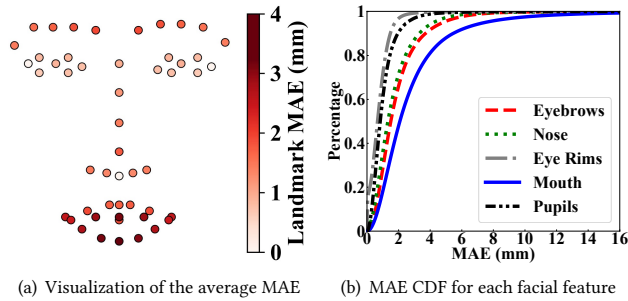 4
3
2
1
0
Landmark MAE (mm)
(a) Visualization of the average MAE
1
0.8
0.6
0.4
0.2
0
Percentage
Eyebrows
Nose
Eye Rims
Mouth
Pupils
0 2 4 6 8 10 12 14 16
MAE (mm)
(b) MAE CDF for each facial feature